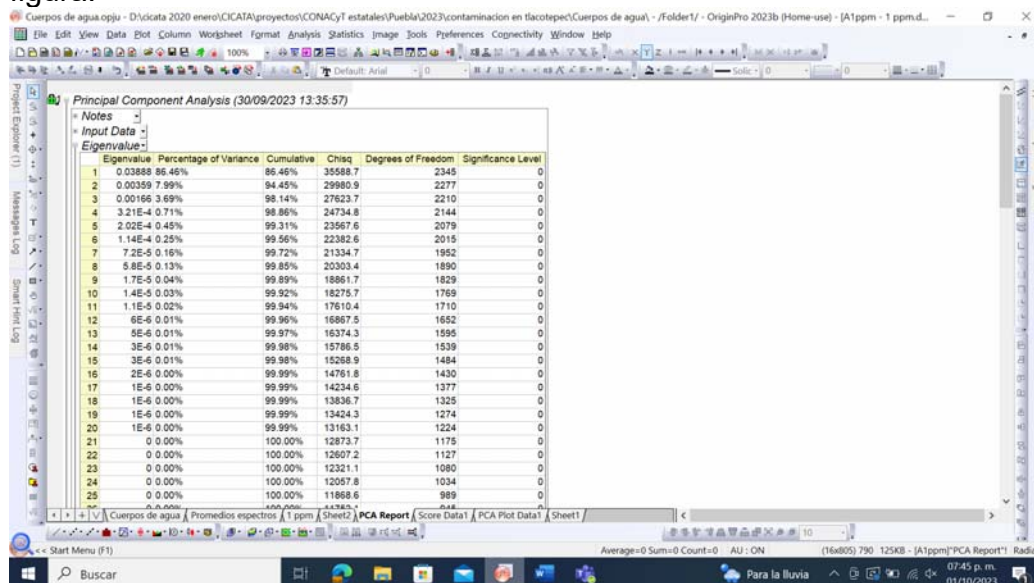 figura.
Cuerpos de agua.opju - D:\cicata 2020 enero\CICATA\proyectos\CONACyT estatales\Puebla\2023\contaminacion en tlacotepec\Cuerpos de agua\ - /Folder1/ - OriginPro 2023b (Home-use) - [A1ppm - 1 ppm.d...
File Edit View Data Plot Column Worksheet Format Analysis Statistics Image Tools Preferences Connectivity Window Help
100%
Default: Arial 0
Project Explorer (1)
Messages Log
Smart Hint Log
Principal Component Analysis (30/09/2023 13:35:57)
Notes
Input Data
Eigenvalue
Eigenvalue Percentage of Variance Cumulative Chisq Degrees of Freedom Significance Level
1 0.03888 86.46% 86.46% 35588.7 2345 0
2 0.00359 7.99% 94.45% 29980.9 2277 0
3 0.00166 3.69% 98.14% 27623.7 2210 0
4 3.21E-4 0.71% 98.86% 24734.8 2144 0
5 2.02E-4 0.45% 99.31% 23567.6 2079 0
6 1.14E-4 0.25% 99.56% 22382.6 2015 0
7 7.2E-5 0.16% 99.72% 21334.7 1952 0
8 5.8E-5 0.13% 99.85% 20303.4 1890 0
9 1.7E-5 0.04% 99.89% 18861.7 1829 0
10 1.4E-5 0.03% 99.92% 18275.7 1769 0
11 1.1E-5 0.02% 99.94% 17610.4 1710 0
12 6E-6 0.01% 99.96% 16867.5 1652 0
13 5E-6 0.01% 99.97% 16374.3 1595 0
14 3E-6 0.01% 99.98% 15786.5 1539 0
15 3E-6 0.01% 99.98% 15268.9 1484 0
16 2E-6 0.00% 99.99% 14761.8 1430 0
17 1E-6 0.00% 99.99% 14234.6 1377 0
18 1E-6 0.00% 99.99% 13836.7 1325 0
19 1E-6 0.00% 99.99% 13424.3 1274 0
20 1E-6 0.00% 99.99% 13163.1 1224 0
21 0 0.00% 100.00% 12873.7 1175 0
22 0 0.00% 100.00% 12607.2 1127 0
23 0 0.00% 100.00% 12321.1 1080 0
24 0 0.00% 100.00% 12057.8 1034 0
25 0 0.00% 100.00% 11868.6 989 0
Cuerpos de agua Promedios espectros 1 ppm Sheet2 PCA Report Score Data1 PCA Plot Data1 Sheet1
<< Start Menu (F1) Average=0 Sum=0 Count=0 AU : ON (16x805) 790 125KB - [A1ppm]"PCA Report"! Radi
Buscar Para la lluvia 07:45 p. m.
01/10/2023